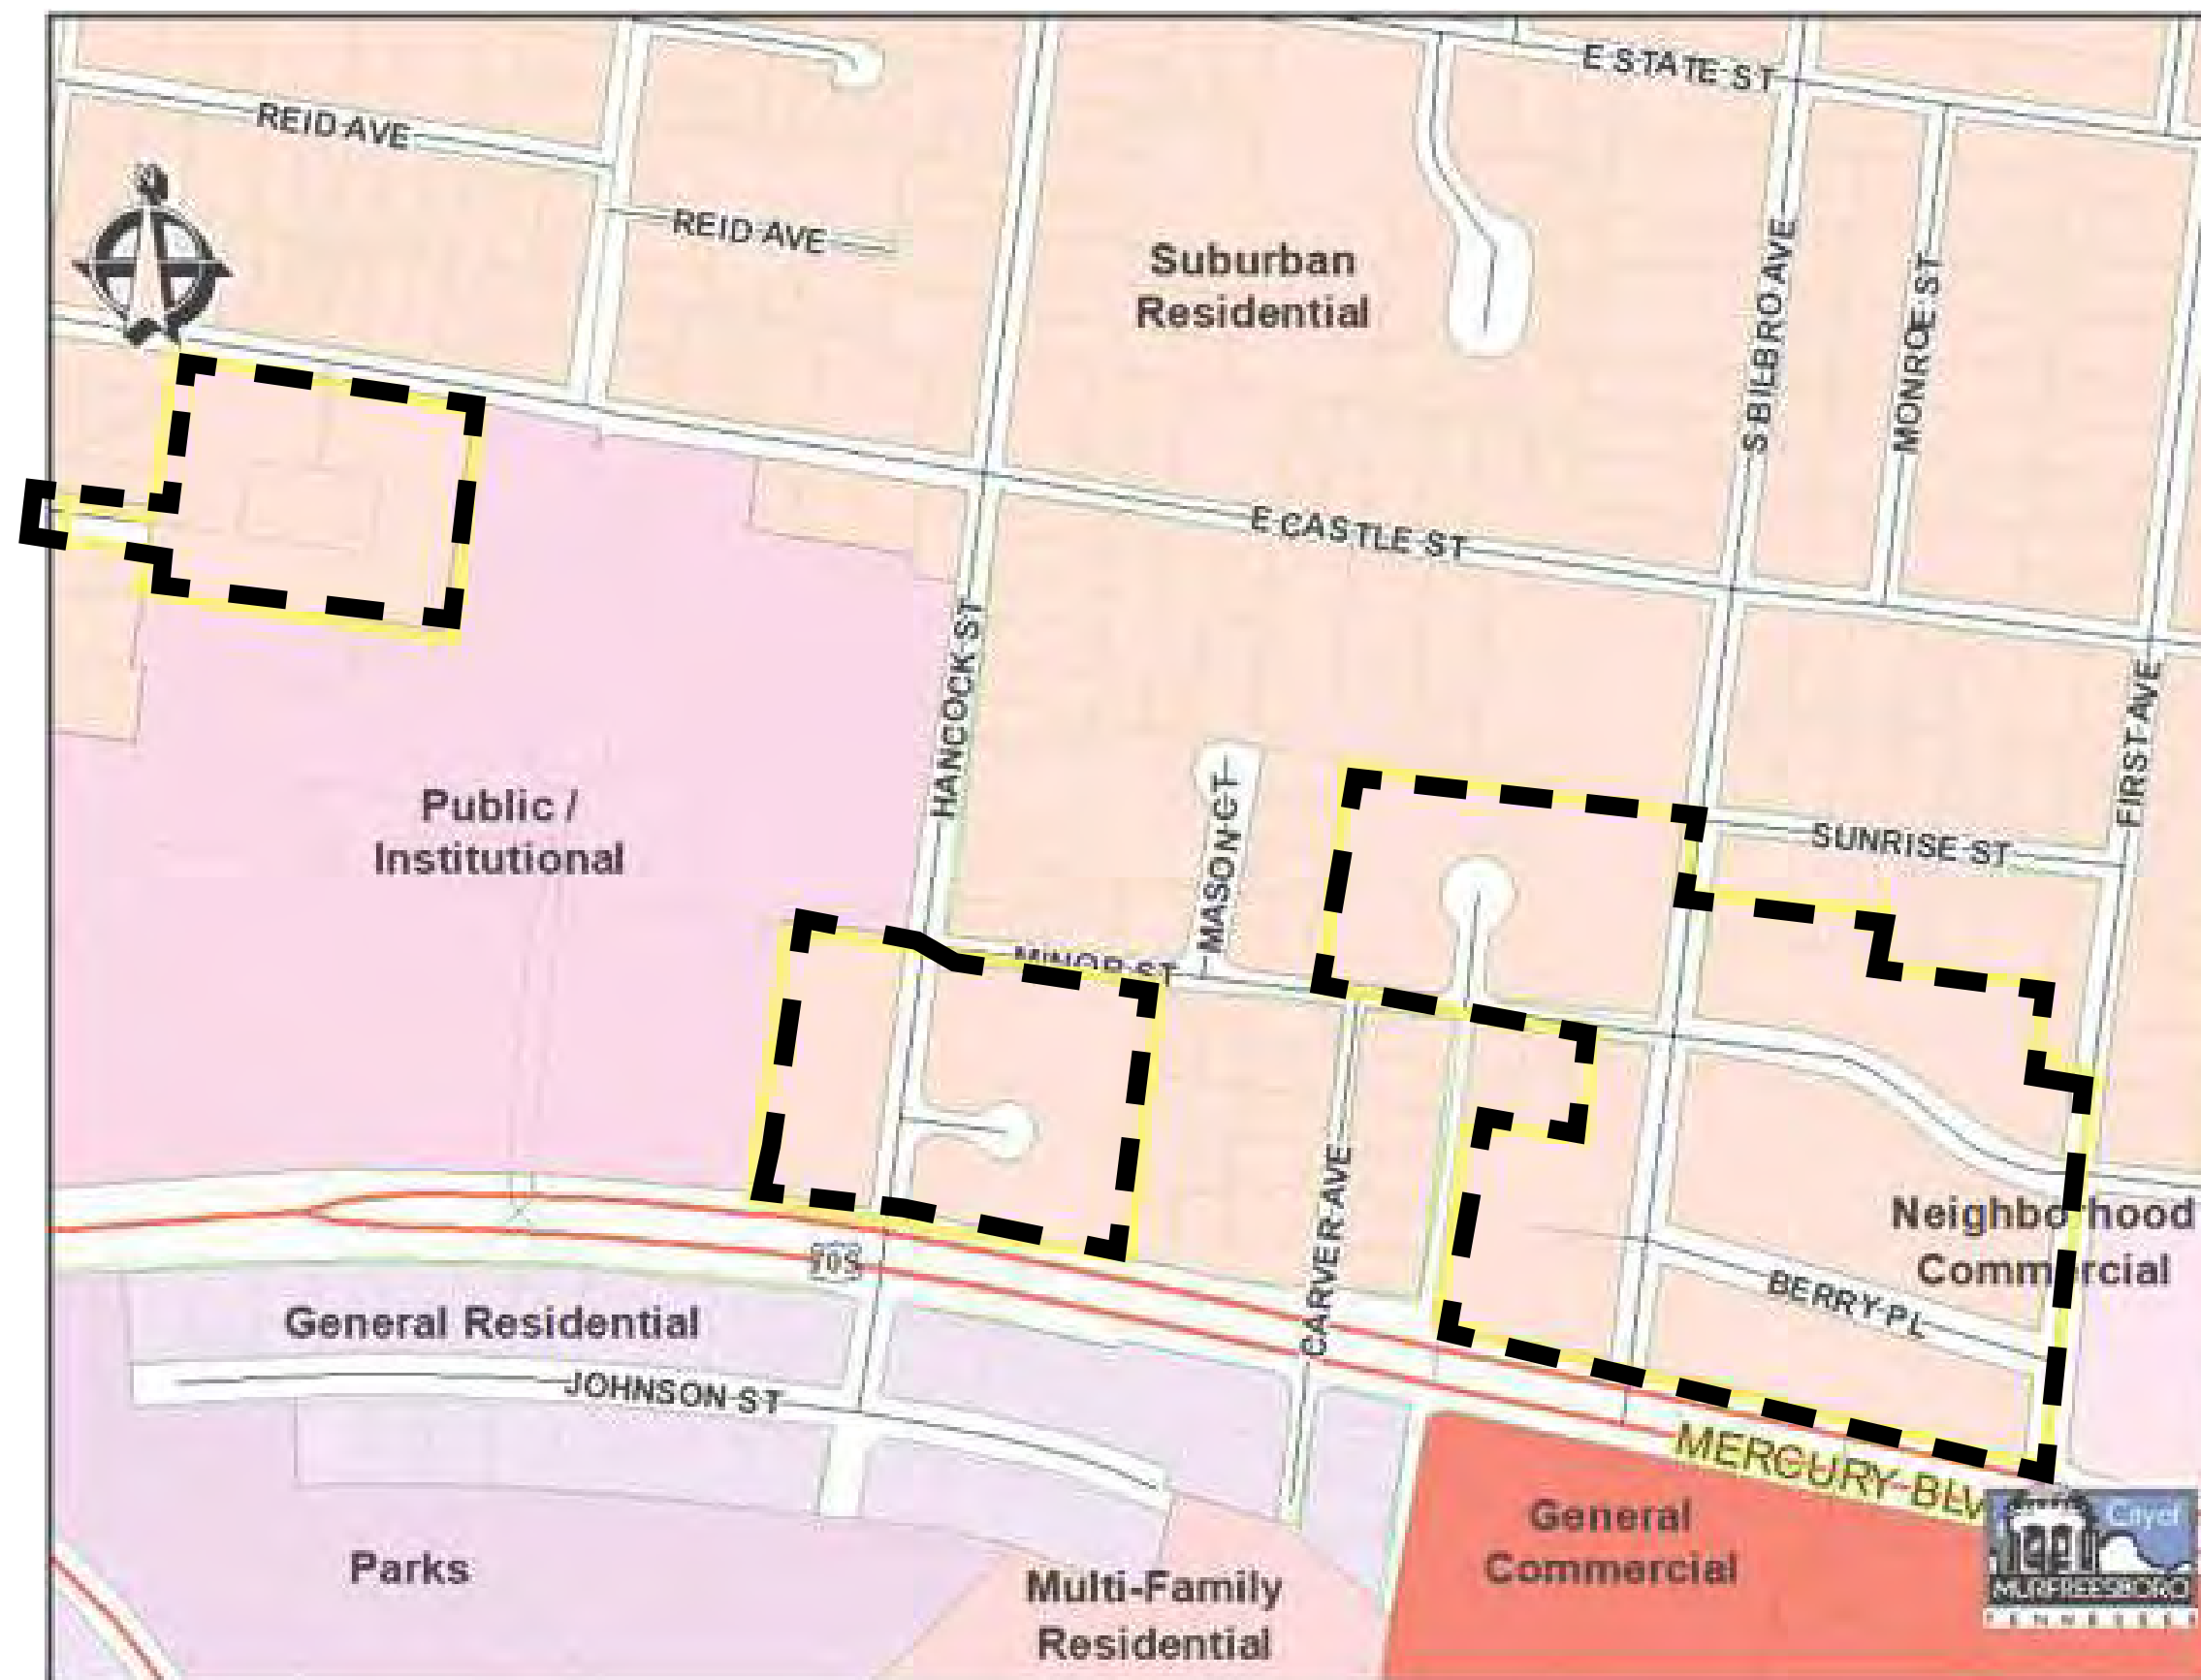 E STATE ST
REID AVE
REID AVE
Suburban
Residential
S BILBRO AVE
MONROE ST
E CASTLE ST
HANCOCK ST
FIRST AVE
Public /
Institutional
MASON CT
SUNRISE ST
MINOR ST
CARVER AVE
Neighborhood
Commercial
BERRY PL
General Residential
JOHNSON ST
MERCURY BLV
General
Commercial
Parks
Multi-Family
Residential
MURFREESBORO
TENNESSEE